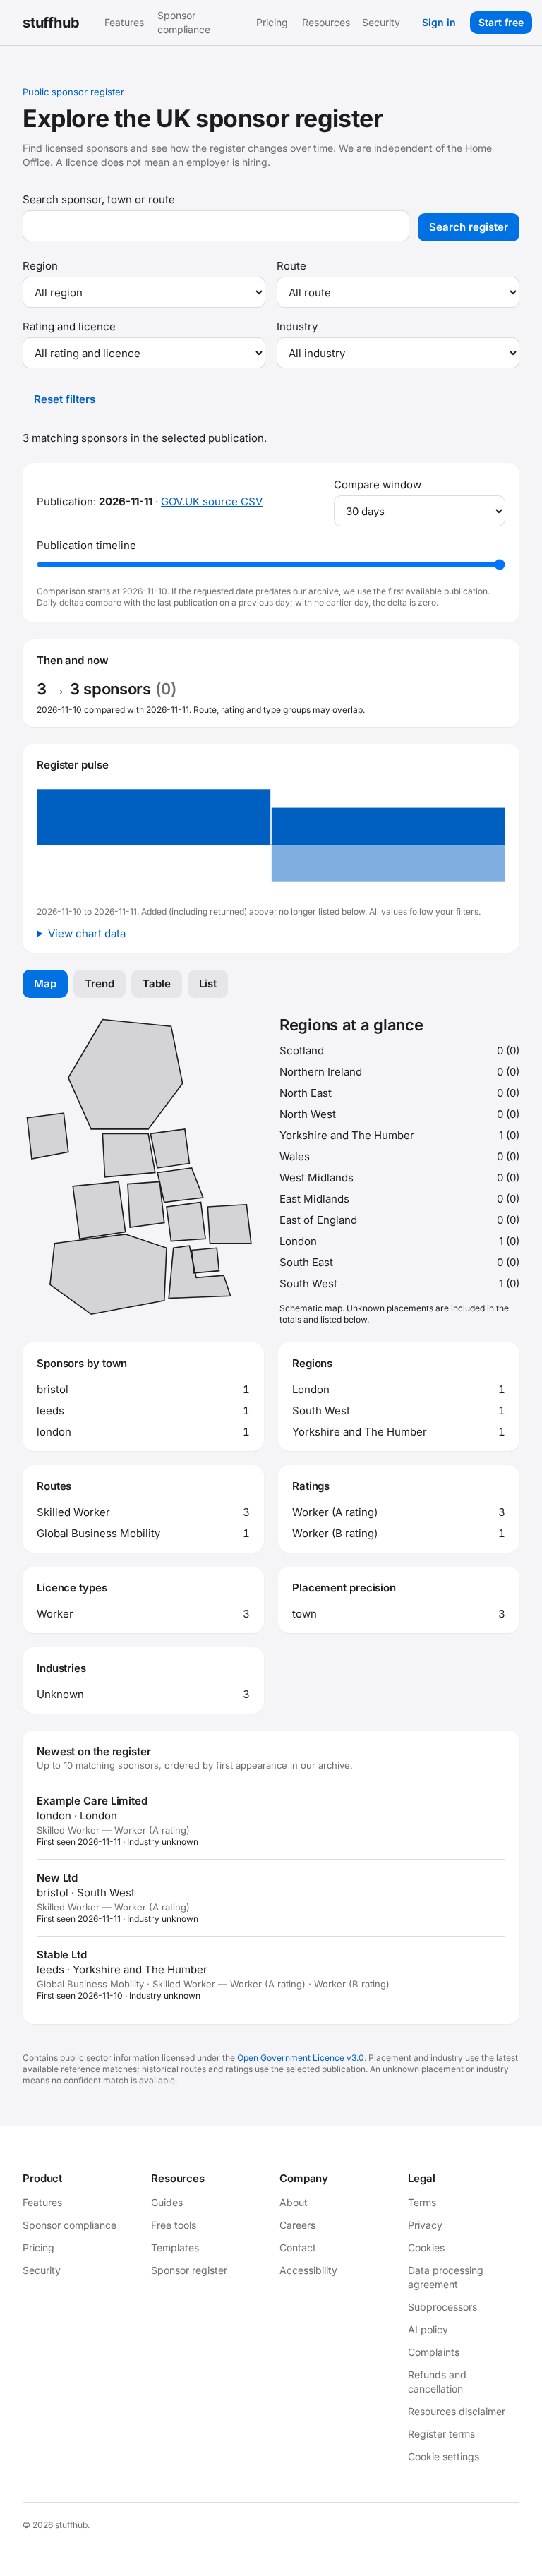 stuffhub
Features
Sponsor compliance
Pricing
Resources
Security
Sign in
Start free
Public sponsor register
Explore the UK sponsor register
Find licensed sponsors and see how the register changes over time. We are independent of the Home
Office. A licence does not mean an employer is hiring.
Search sponsor, town or route
Search register
Region
Route
All region
All route
Rating and licence
Industry
All rating and licence
All industry
Reset filters
3 matching sponsors in the selected publication.
Compare window
Publication: 2026-11-11 · GOV.UK source CSV
30 days
Publication timeline
Comparison starts at 2026-11-10. If the requested date predates our archive, we use the first available publication.
Daily deltas compare with the last publication on a previous day; with no earlier day, the delta is zero.
Then and now
3 → 3 sponsors (0)
2026-11-10 compared with 2026-11-11. Route, rating and type groups may overlap.
Register pulse
2026-11-10 to 2026-11-11. Added (including returned) above; no longer listed below. All values follow your filters.
View chart data
Map
Trend
Table
List
Regions at a glance
Scotland 0 (0)
Northern Ireland 0 (0)
North East 0 (0)
North West 0 (0)
Yorkshire and The Humber 1 (0)
Wales 0 (0)
West Midlands 0 (0)
East Midlands 0 (0)
East of England 0 (0)
London 1 (0)
South East 0 (0)
South West 1 (0)
Schematic map. Unknown placements are included in the
totals and listed below.
Sponsors by town
bristol 1
leeds 1
london 1
Regions
London 1
South West 1
Yorkshire and The Humber 1
Routes
Skilled Worker 3
Global Business Mobility 1
Ratings
Worker (A rating) 3
Worker (B rating) 1
Licence types
Worker 3
Placement precision
town 3
Industries
Unknown 3
Newest on the register
Up to 10 matching sponsors, ordered by first appearance in our archive.
Example Care Limited
london · London
Skilled Worker — Worker (A rating)
First seen 2026-11-11 · Industry unknown
New Ltd
bristol · South West
Skilled Worker — Worker (A rating)
First seen 2026-11-11 · Industry unknown
Stable Ltd
leeds · Yorkshire and The Humber
Global Business Mobility · Skilled Worker — Worker (A rating) · Worker (B rating)
First seen 2026-11-10 · Industry unknown
Contains public sector information licensed under the Open Government Licence v3.0. Placement and industry use the latest
available reference matches; historical routes and ratings use the selected publication. An unknown placement or industry
means no confident match is available.
Product
Features
Sponsor compliance
Pricing
Security
Resources
Guides
Free tools
Templates
Sponsor register
Company
About
Careers
Contact
Accessibility
Legal
Terms
Privacy
Cookies
Data processing
agreement
Subprocessors
AI policy
Complaints
Refunds and
cancellation
Resources disclaimer
Register terms
Cookie settings
© 2026 stuffhub.